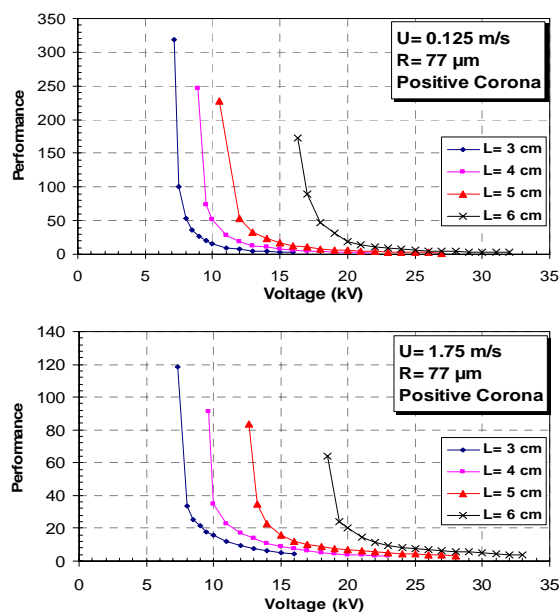 350
300
250
200
150
100
50
0
Performance
0 5 10 15 20 25 30 35
Voltage (kV)
U= 0.125 m/s
R= 77 µm
Positive Corona
L= 3 cm
L= 4 cm
L= 5 cm
L= 6 cm
140
120
100
80
60
40
20
0
Performance
0 5 10 15 20 25 30 35
Voltage (kV)
U= 1.75 m/s
R= 77 µm
Positive Corona
L= 3 cm
L= 4 cm
L= 5 cm
L= 6 cm